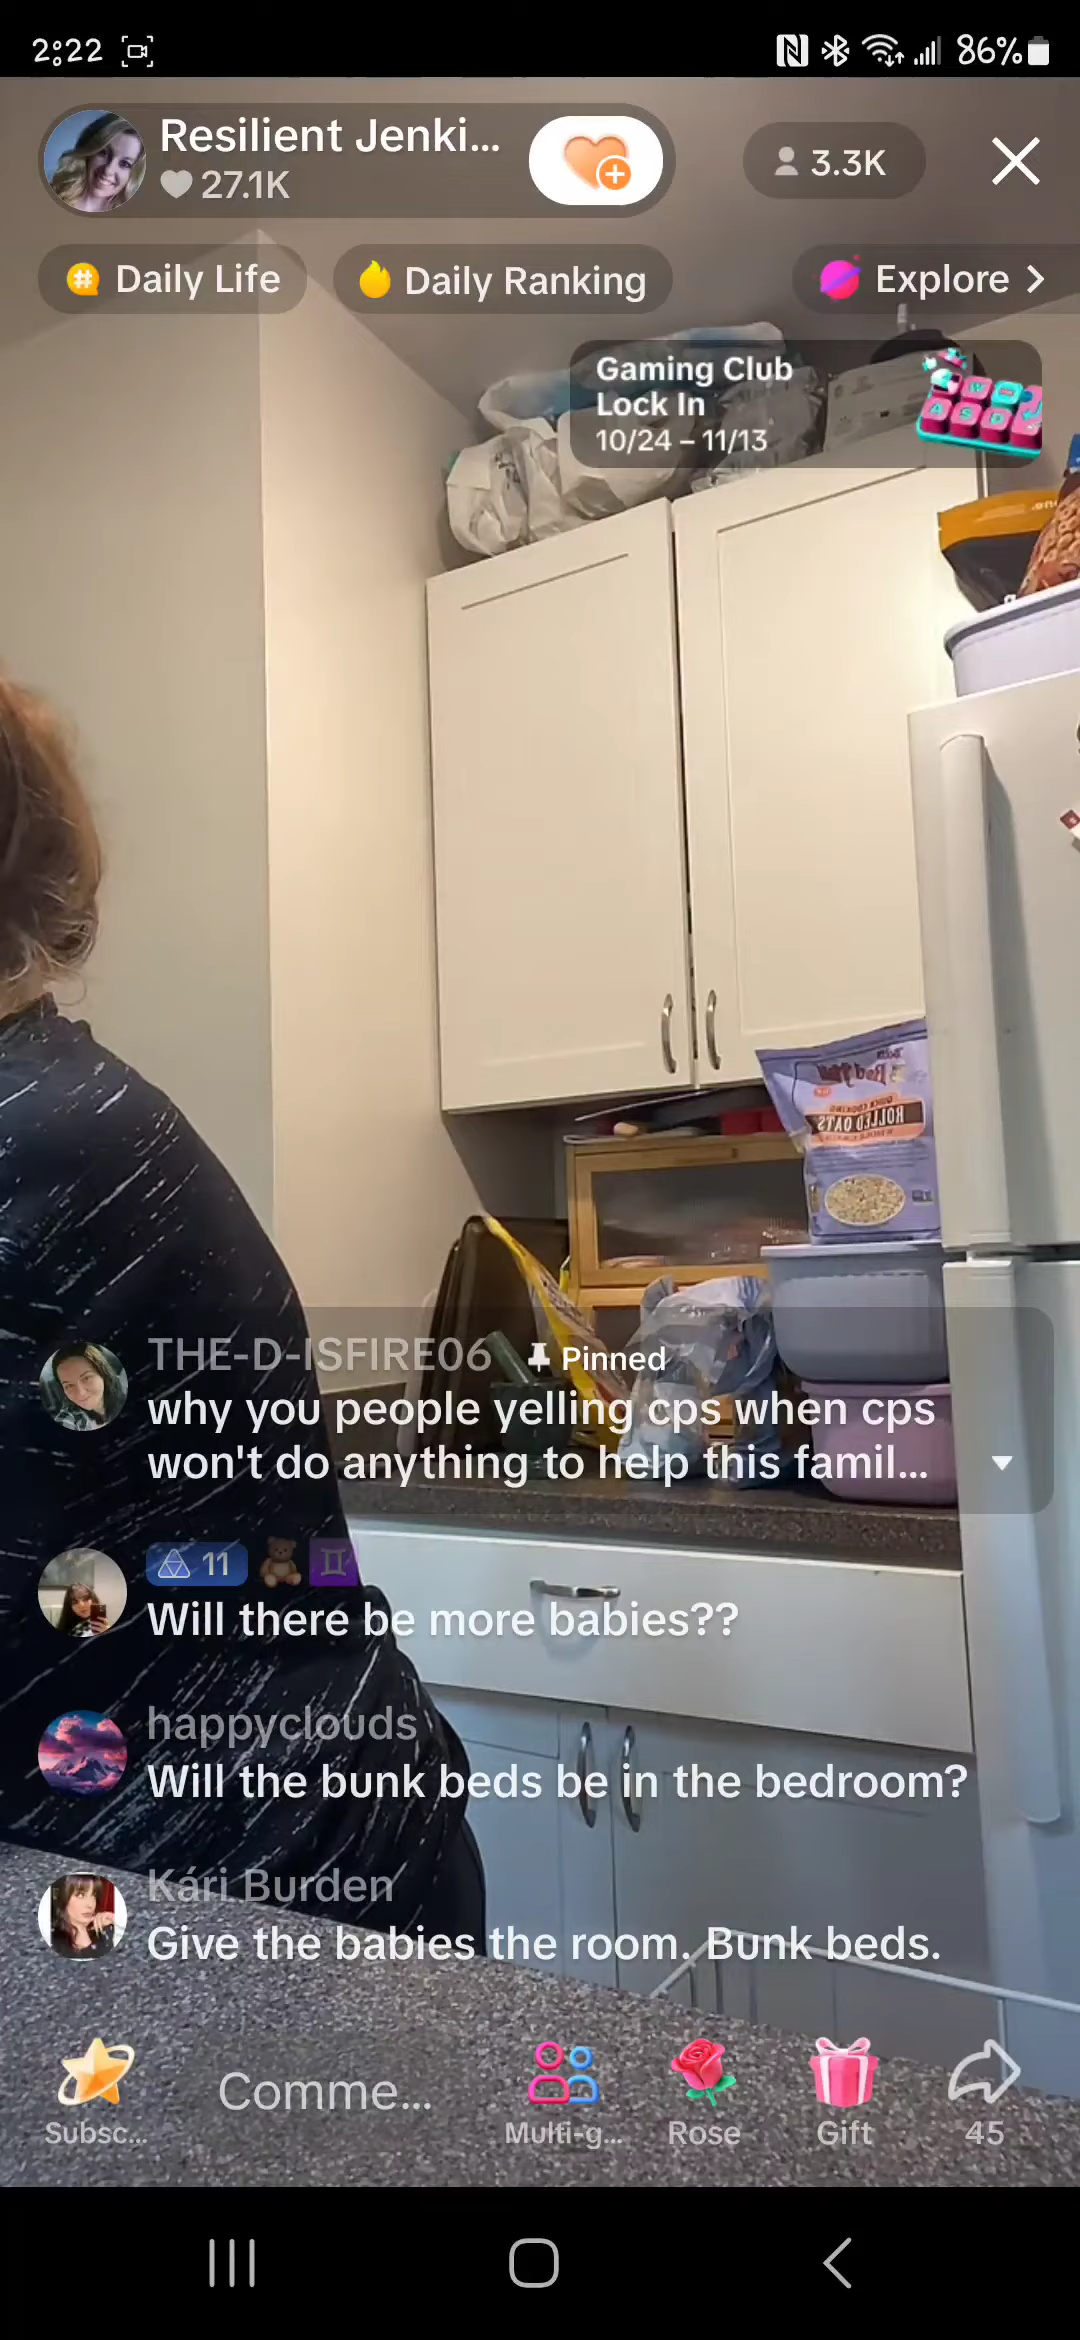 2:22
86%
Resilient Jenki...
27.1K
3.3K
Daily Life
Daily Ranking
Explore
Gaming Club
Lock In
10/24 – 11/13
W
A S D
ROLLED OATS
THE-D-ISFIRE06 Pinned
why you people yelling cps when cps
won't do anything to help this famil...
11
Will there be more babies??
happyclouds
Will the bunk beds be in the bedroom?
Kári Burden
Give the babies the room. Bunk beds.
Comme...
Subsc... Multi-g... Rose Gift 45